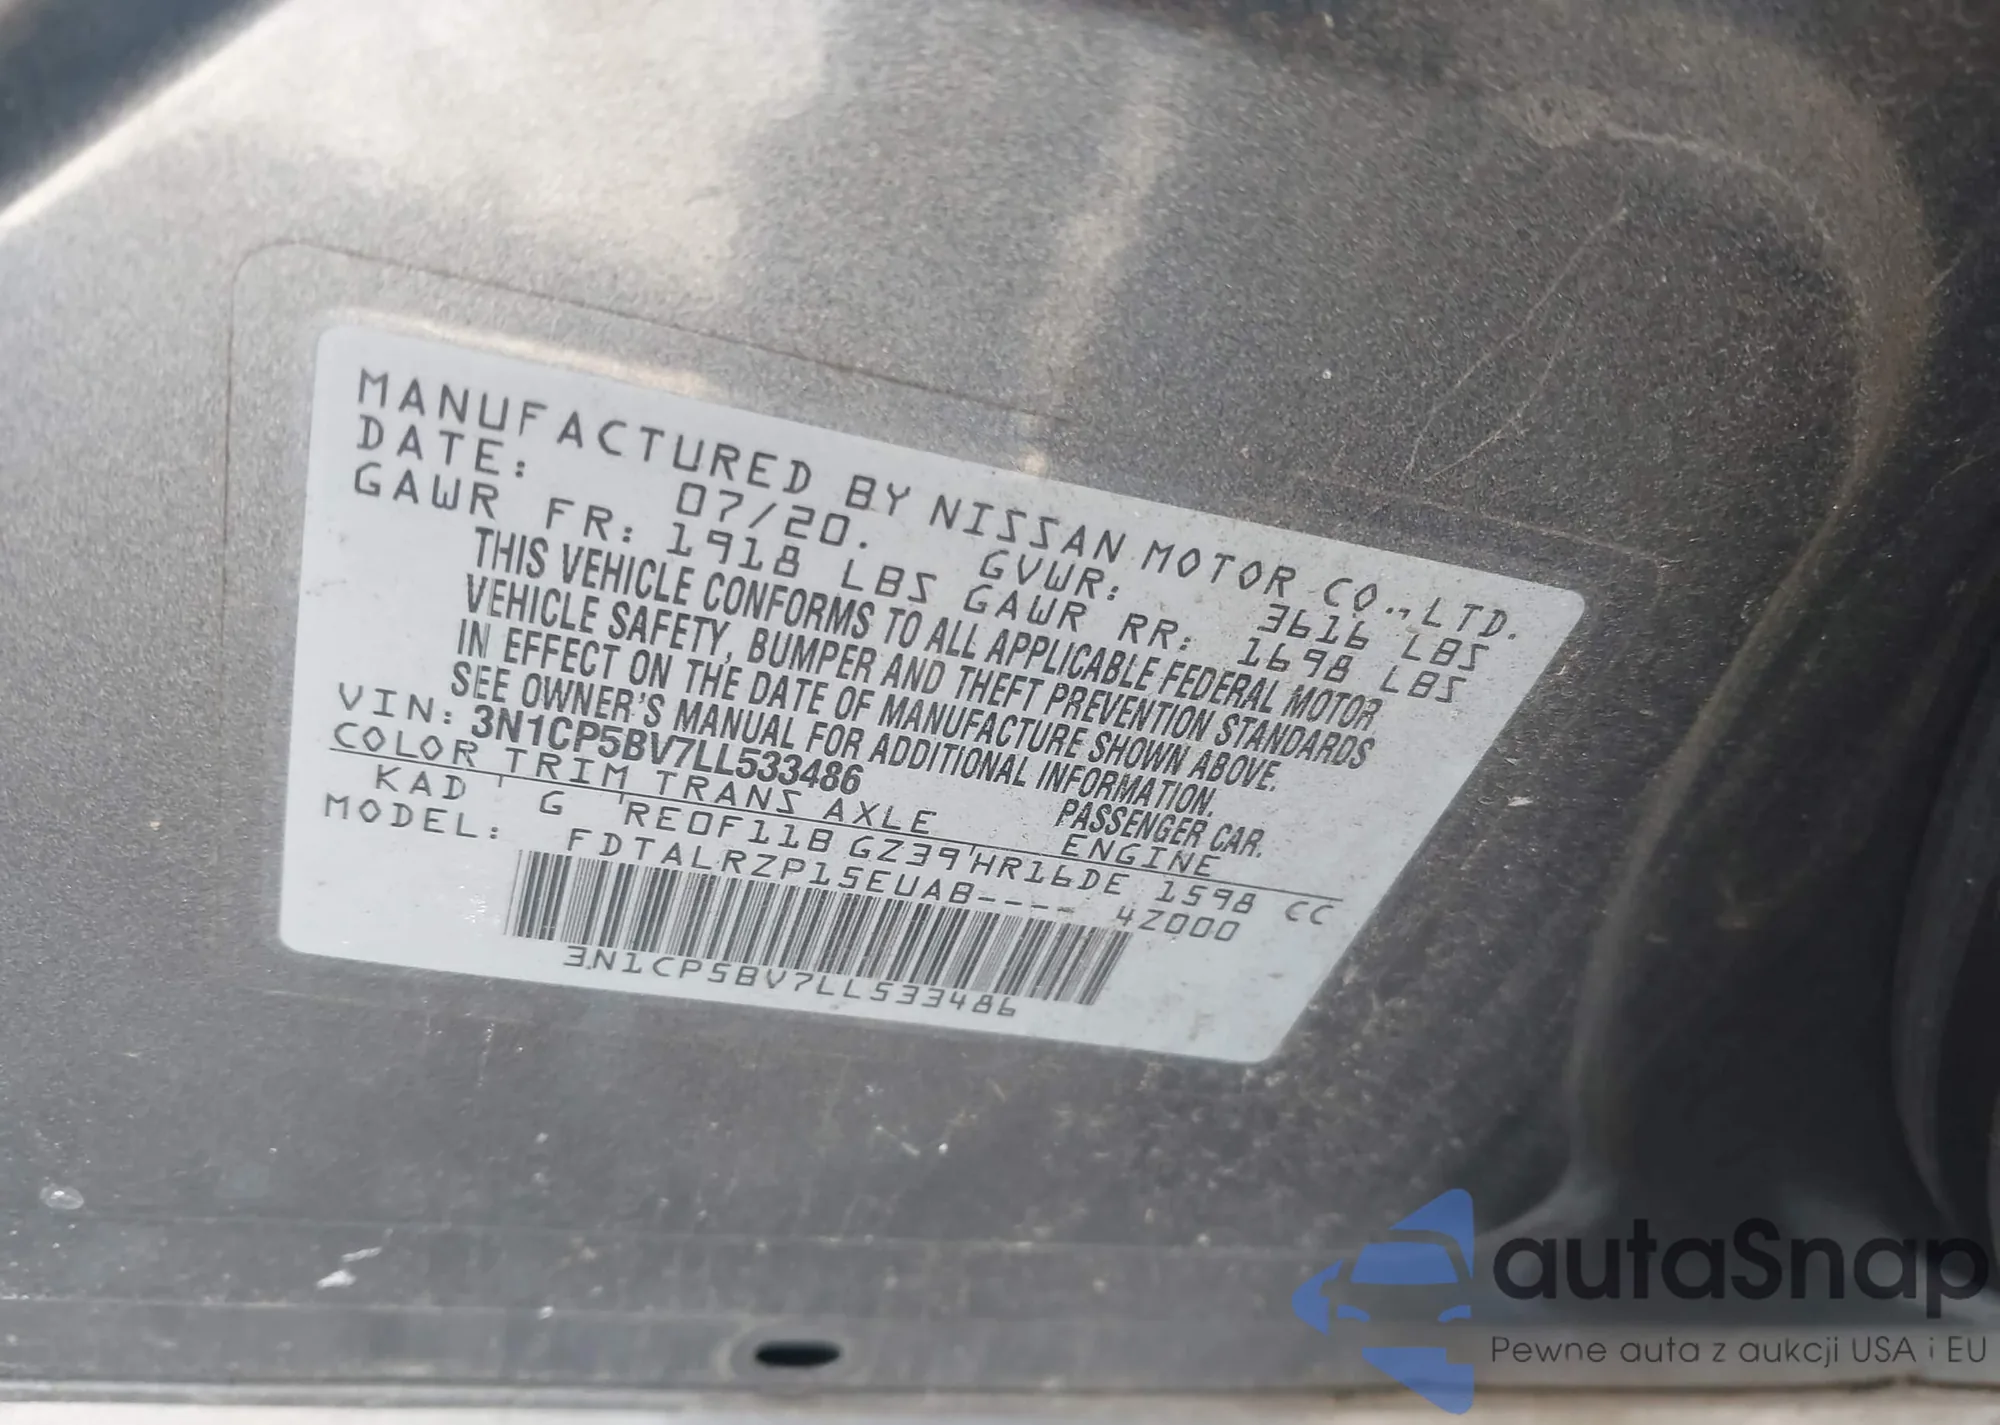 MANUFACTURED BY NISSAN MOTOR CO., LTD.
DATE: 07/20. GVWR: 3616 LBS
GAWR FR: 1918 LBS GAWR RR: 1698 LBS
THIS VEHICLE CONFORMS TO ALL APPLICABLE FEDERAL MOTOR
VEHICLE SAFETY, BUMPER AND THEFT PREVENTION STANDARDS
IN EFFECT ON THE DATE OF MANUFACTURE SHOWN ABOVE.
SEE OWNER'S MANUAL FOR ADDITIONAL INFORMATION.
VIN: 3N1CP5BV7LL533486 PASSENGER CAR.
COLOR TRIM TRANS AXLE ENGINE
KAD G RE0F11B GZ39 HR16DE 1598 CC
MODEL: FDTALRZP15EUAB---- 4Z000
3N1CP5BV7LL533486
autaSnap
Pewne auta z aukcji USA i EU